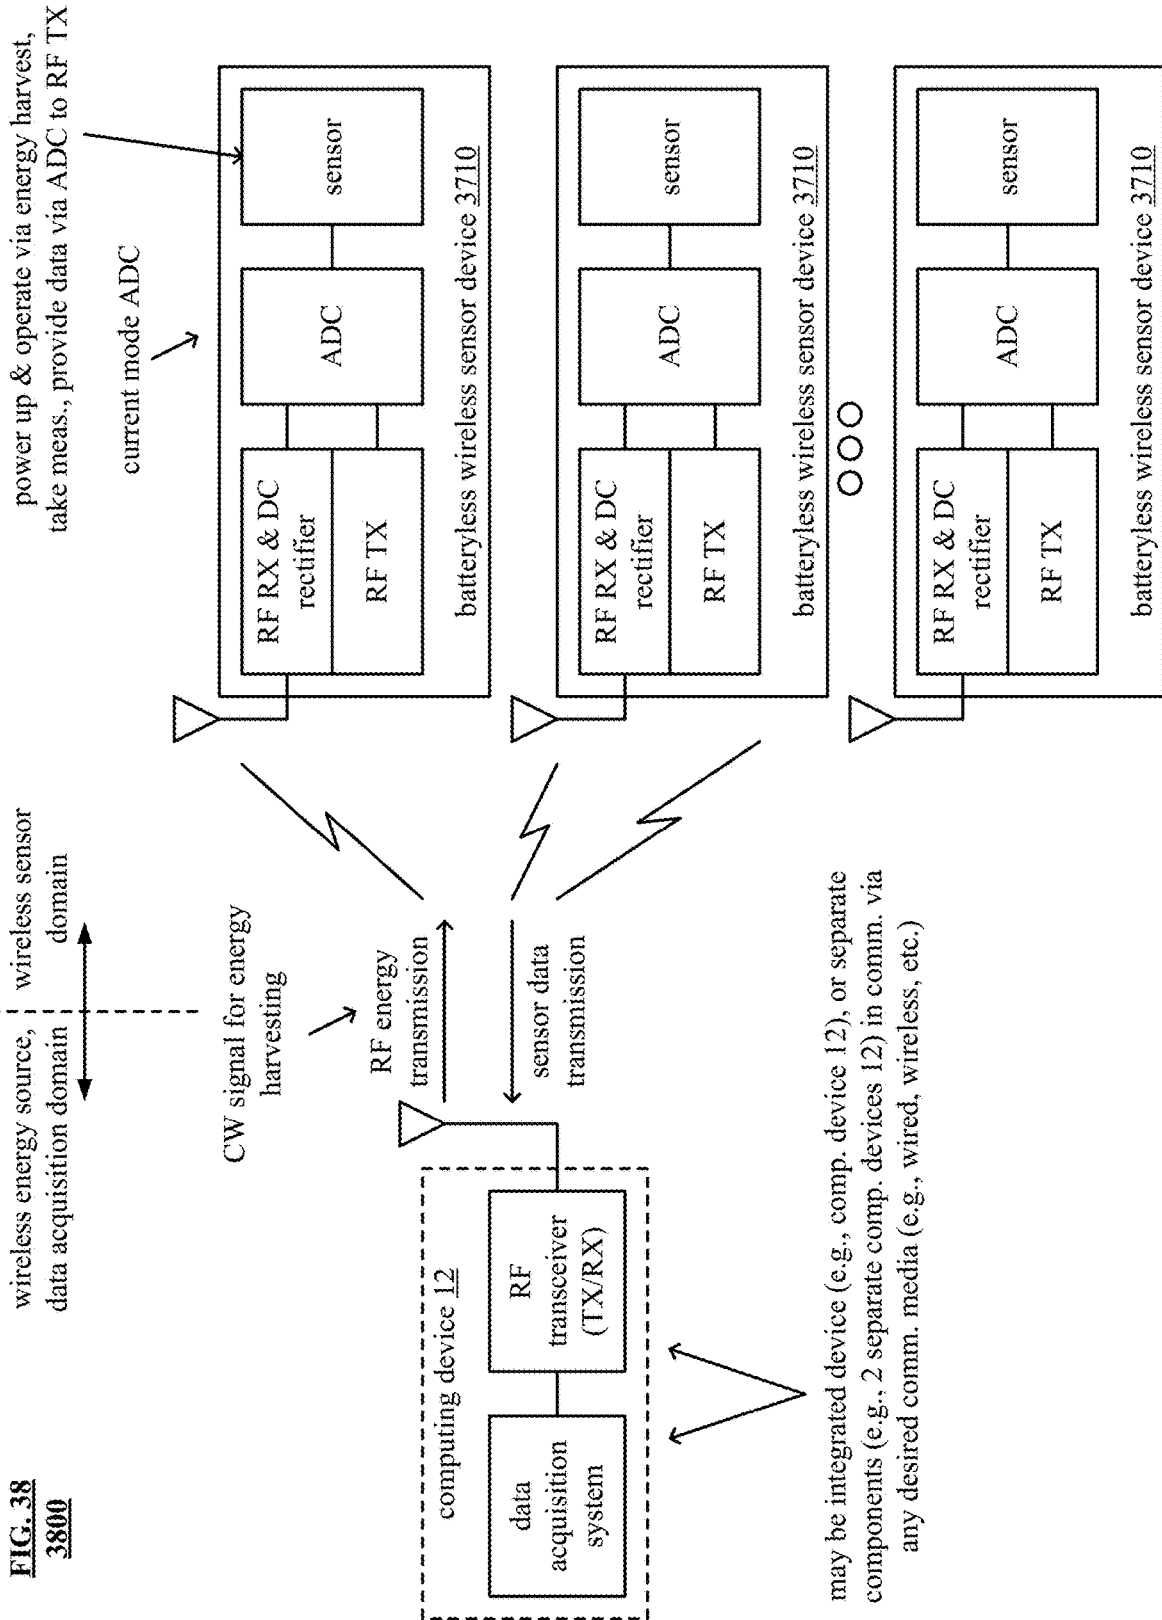 FIG. 38
3800
wireless energy source,
data acquisition domain
wireless sensor
domain
power up & operate via energy harvest,
take meas., provide data via ADC to RF TX
current mode ADC
CW signal for energy
harvesting
RF energy
transmission
sensor data
transmission
computing device 12
data
acquisition
system
RF
transceiver
(TX/RX)
may be integrated device (e.g., comp. device 12), or separate
components (e.g., 2 separate comp. devices 12) in comm. via
any desired comm. media (e.g., wired, wireless, etc.)
RF RX & DC
rectifier
RF TX
ADC
sensor
batteryless wireless sensor device 3710
RF RX & DC
rectifier
RF TX
ADC
sensor
batteryless wireless sensor device 3710
RF RX & DC
rectifier
RF TX
ADC
sensor
batteryless wireless sensor device 3710